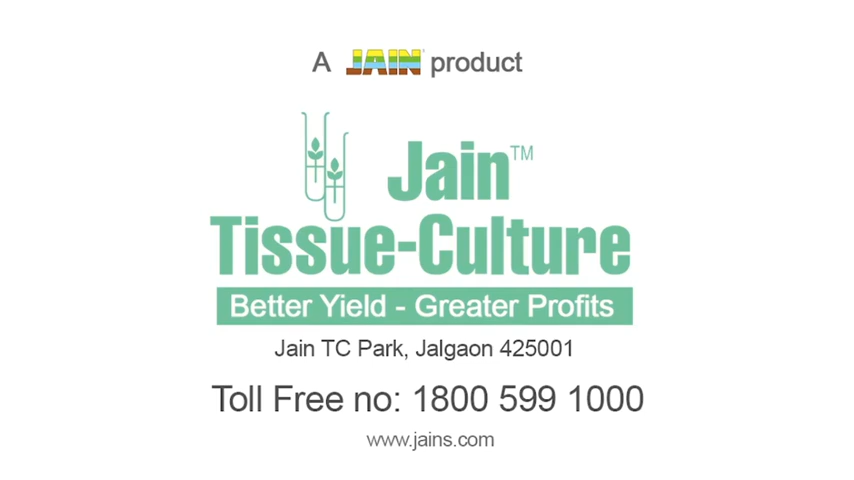 A JAIN® product
Jain™
Tissue-Culture
Better Yield - Greater Profits
Jain TC Park, Jalgaon 425001
Toll Free no: 1800 599 1000
www.jains.com